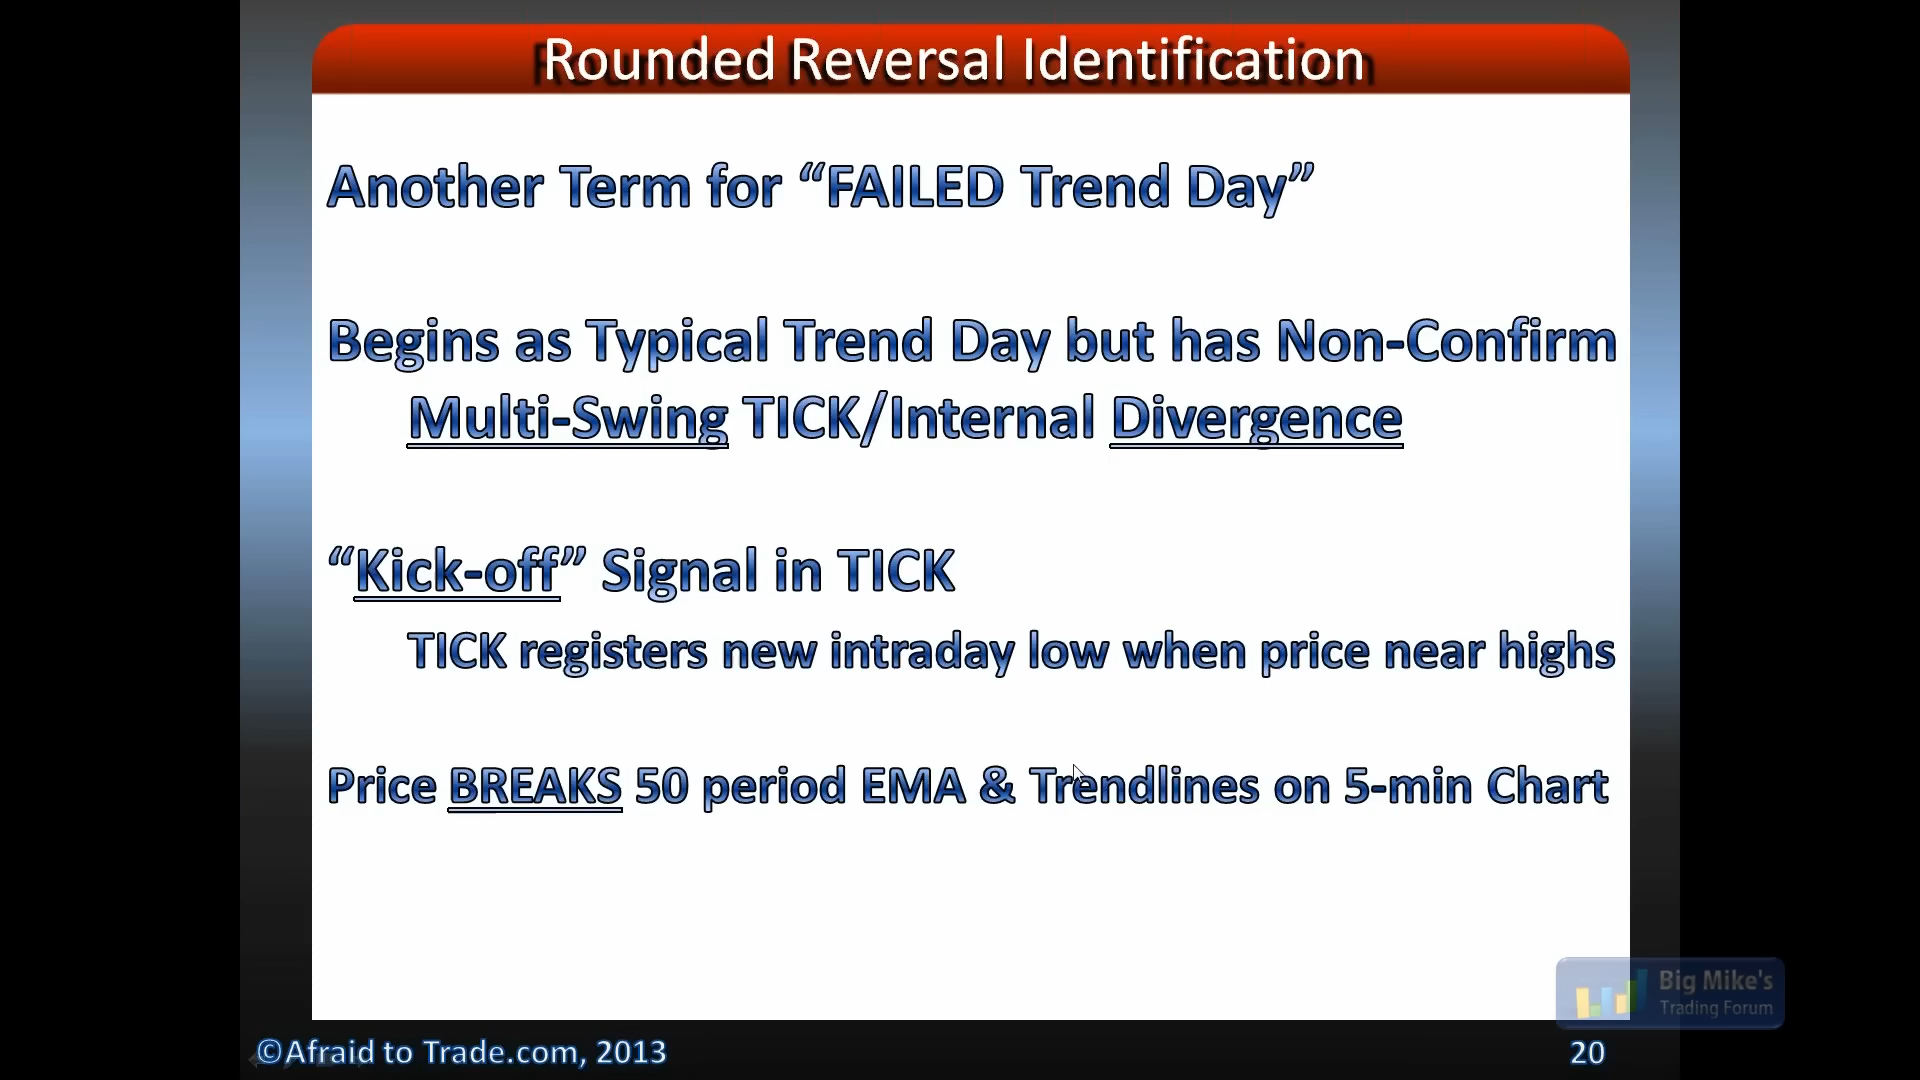 Rounded Reversal Identification
Another Term for “FAILED Trend Day”
Begins as Typical Trend Day but has Non-Confirm
Multi-Swing TICK/Internal Divergence
“Kick-off” Signal in TICK
TICK registers new intraday low when price near highs
Price BREAKS 50 period EMA & Trendlines on 5-min Chart
Big Mike's
Trading Forum
©Afraid to Trade.com, 2013
20